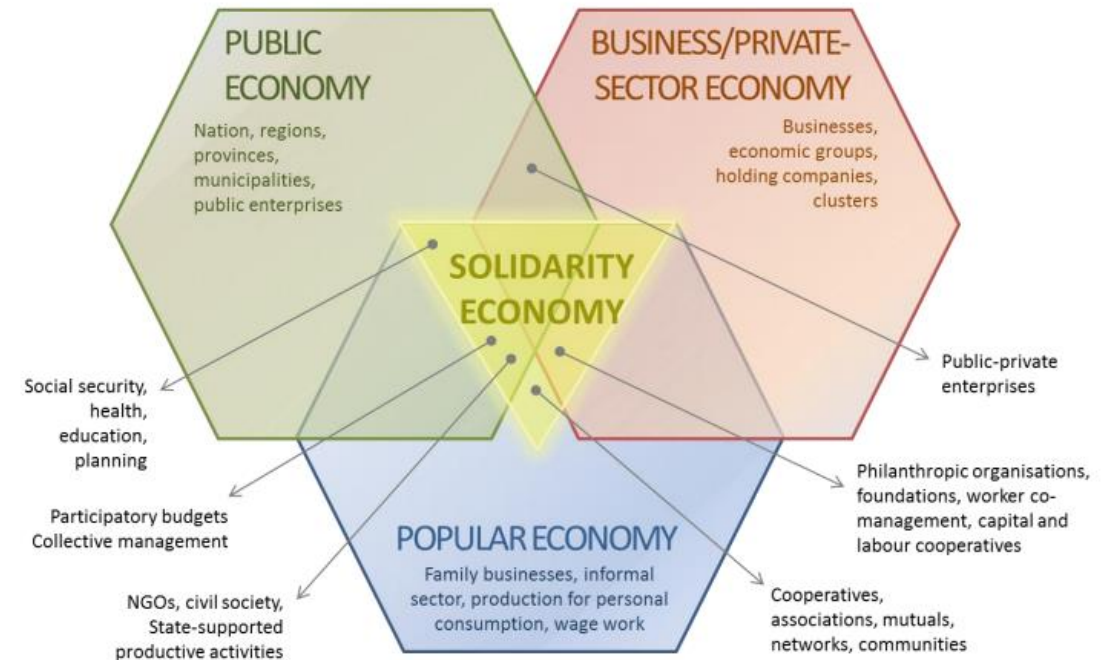 PUBLIC
ECONOMY
Nation, regions,
provinces,
municipalities,
public enterprises
BUSINESS/PRIVATE-
SECTOR ECONOMY
Businesses,
economic groups,
holding companies,
clusters
SOLIDARITY
ECONOMY
Social security,
health,
education,
planning
Public-private
enterprises
Participatory budgets
Collective management
Philanthropic organisations,
foundations, worker co-
management, capital and
labour cooperatives
POPULAR ECONOMY
Family businesses, informal
sector, production for personal
consumption, wage work
NGOs, civil society,
State-supported
productive activities
Cooperatives,
associations, mutuals,
networks, communities